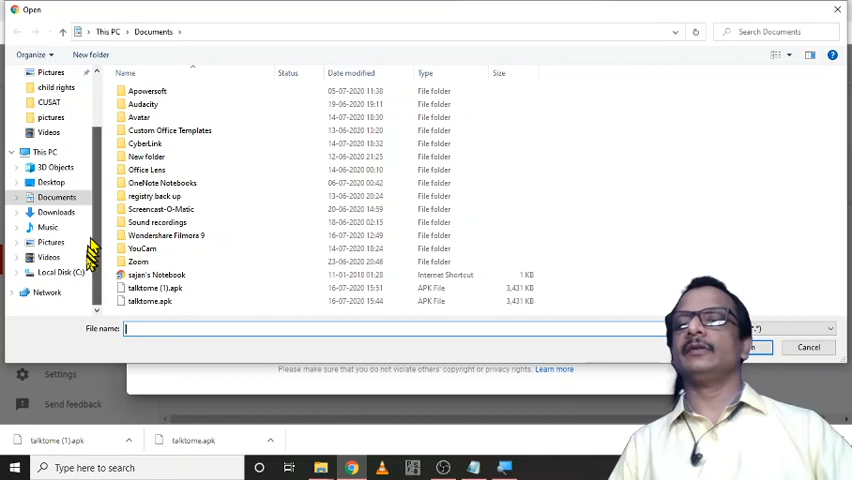 Open
This PC > Documents >
Search Documents
Organize
New folder
Name
Status
Date modified
Type
Size
Pictures
child rights
CUSAT
pictures
Videos
This PC
3D Objects
Desktop
Documents
Downloads
Music
Pictures
Videos
Local Disk (C:)
Network
Apowersoft 05-07-2020 11:38 File folder
Audacity 19-06-2020 19:11 File folder
Avatar 14-07-2020 18:30 File folder
Custom Office Templates 13-06-2020 13:20 File folder
CyberLink 14-07-2020 18:32 File folder
New folder 12-06-2020 21:25 File folder
Office Lens 14-06-2020 00:10 File folder
OneNote Notebooks 06-07-2020 00:42 File folder
registry back up 13-06-2020 20:24 File folder
Screencast-O-Matic 20-06-2020 14:59 File folder
Sound recordings 18-06-2020 02:15 File folder
Wondershare Filmora 9 16-07-2020 12:49 File folder
YouCam 14-07-2020 18:24 File folder
Zoom 23-06-2020 20:46 File folder
sajan's Notebook 11-01-2018 01:28 Internet Shortcut 1 KB
talktome (1).apk 16-07-2020 15:51 APK File 3,431 KB
talktome.apk 16-07-2020 15:44 APK File 3,431 KB
File name:
Cancel
Please make sure that you do not violate others' copyright or privacy rights. Learn more
Settings
Send feedback
talktome (1).apk
talktome.apk
Type here to search